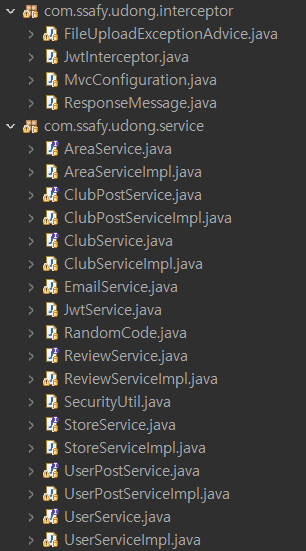 com.ssafy.udong.interceptor
FileUploadExceptionAdvice.java
JwtInterceptor.java
MvcConfiguration.java
ResponseMessage.java
com.ssafy.udong.service
AreaService.java
AreaServiceImpl.java
ClubPostService.java
ClubPostServiceImpl.java
ClubService.java
ClubServiceImpl.java
EmailService.java
JwtService.java
RandomCode.java
ReviewService.java
ReviewServiceImpl.java
SecurityUtil.java
StoreService.java
StoreServiceImpl.java
UserPostService.java
UserPostServiceImpl.java
UserService.java
UserServiceImpl.java